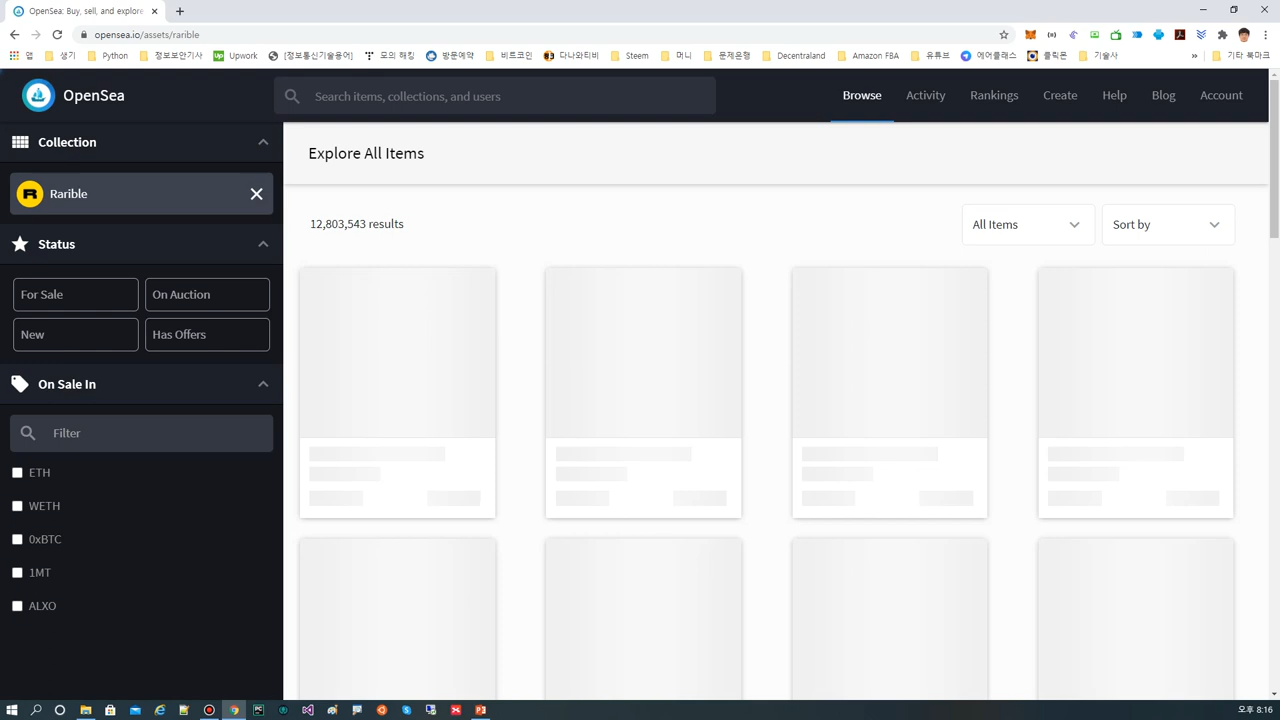 OpenSea: Buy, sell, and explore
opensea.io/assets/rarible
앱
생기
Python
정보보안기사
Upwork
[정보통신기술용어]
모의 해킹
방문예약
비트코인
다나와티비
Steem
머니
문제은행
Decentraland
Amazon FBA
유튜브
에어클래스
클릭몬
기술사
»
기타 북마크
OpenSea
Search items, collections, and users
Browse
Activity
Rankings
Create
Help
Blog
Account
Collection
Rarible
Status
For Sale
On Auction
New
Has Offers
On Sale In
Filter
ETH
WETH
0xBTC
1MT
ALXO
Explore All Items
12,803,543 results
All Items
Sort by
오후 8:16